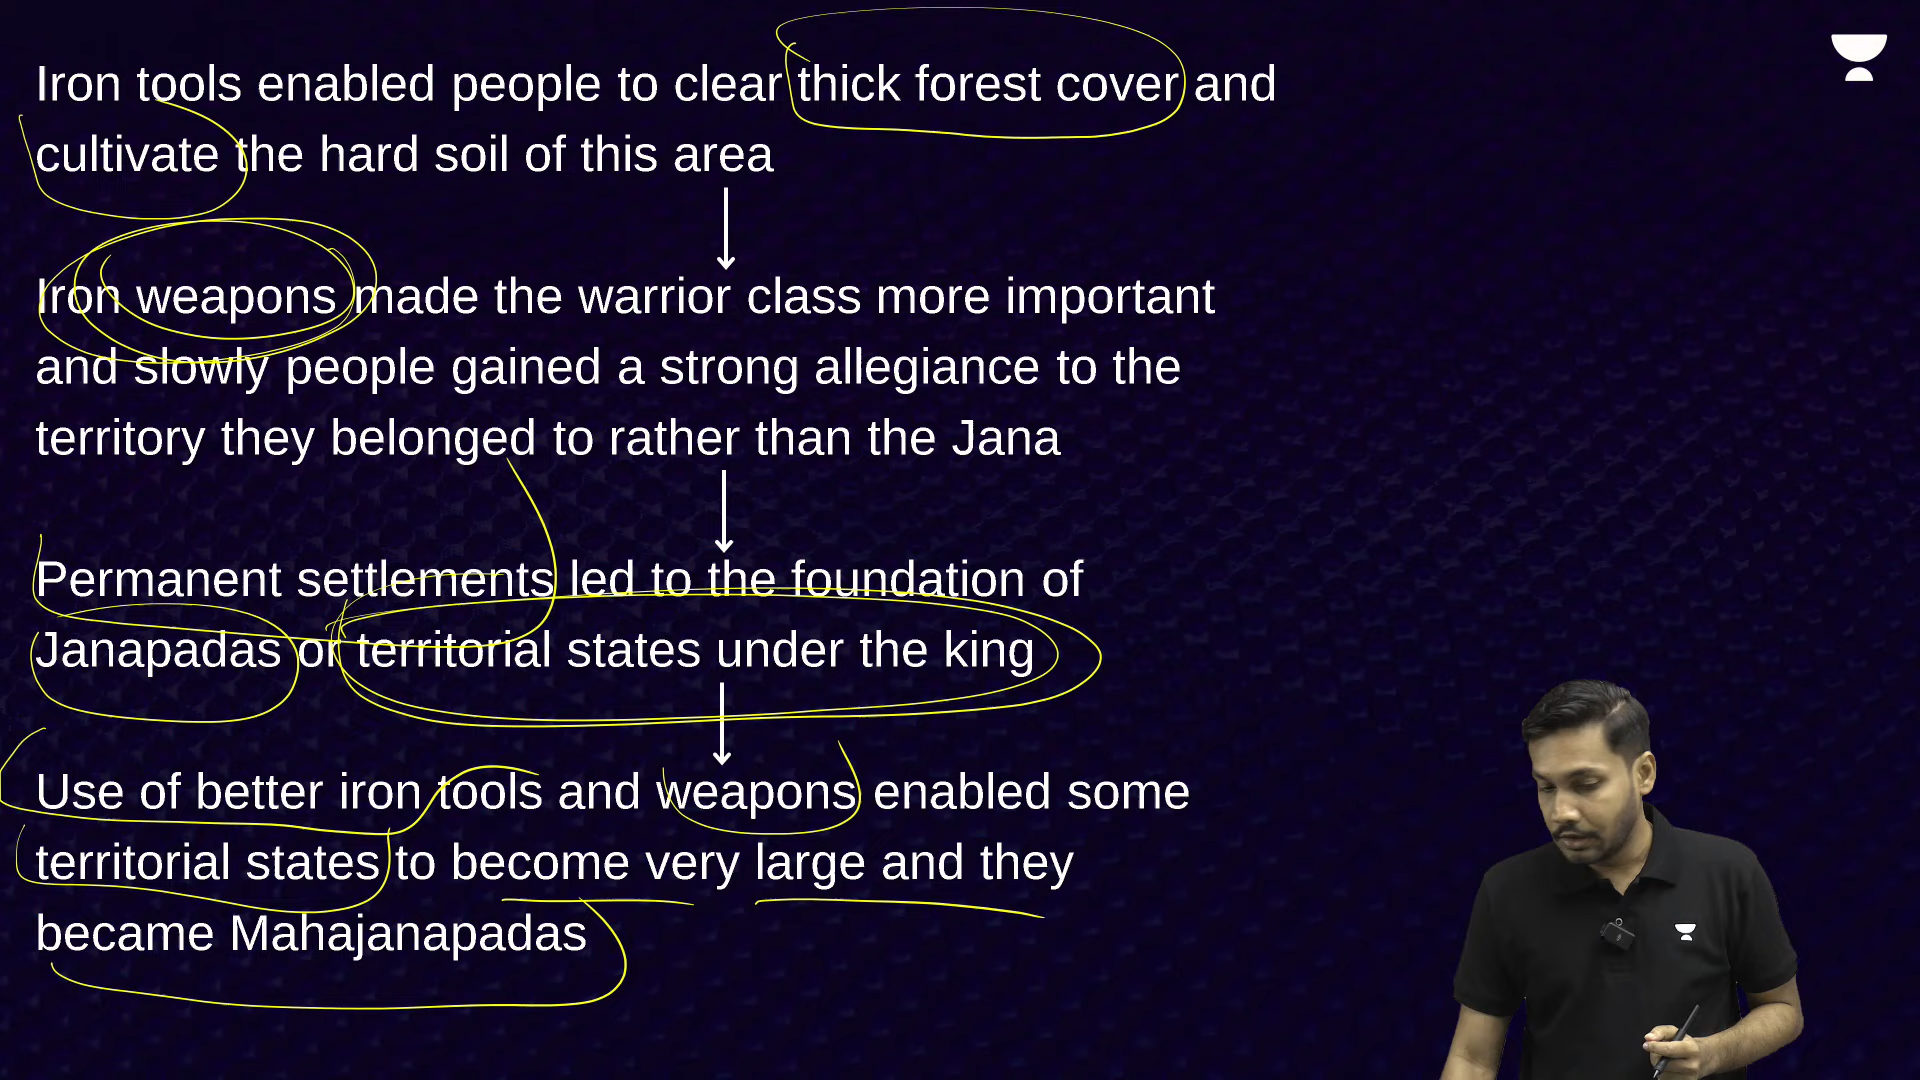 Iron tools enabled people to clear thick forest cover and
cultivate the hard soil of this area
Iron weapons made the warrior class more important
and slowly people gained a strong allegiance to the
territory they belonged to rather than the Jana
Permanent settlements led to the foundation of
Janapadas or territorial states under the king
Use of better iron tools and weapons enabled some
territorial states to become very large and they
became Mahajanapadas